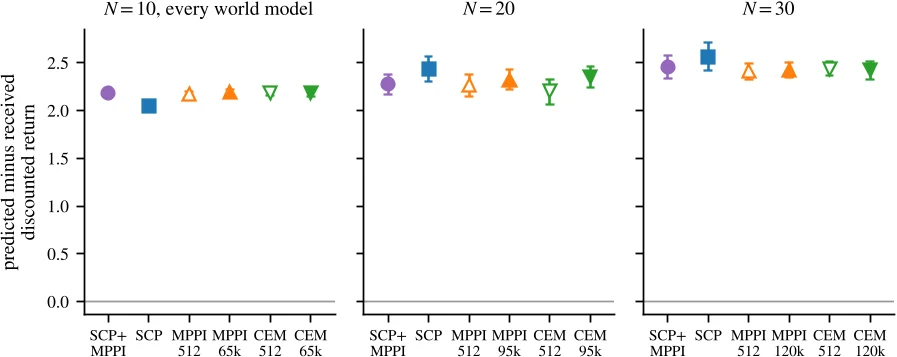 N = 10, every world model
N = 20
N = 30
predicted minus received
discounted return
2.5
2.0
1.5
1.0
0.5
0.0
SCP+ SCP MPPI MPPI CEM CEM
MPPI 512 65k 512 65k
SCP+ SCP MPPI MPPI CEM CEM
MPPI 512 95k 512 95k
SCP+ SCP MPPI MPPI CEM CEM
MPPI 512 120k 512 120k